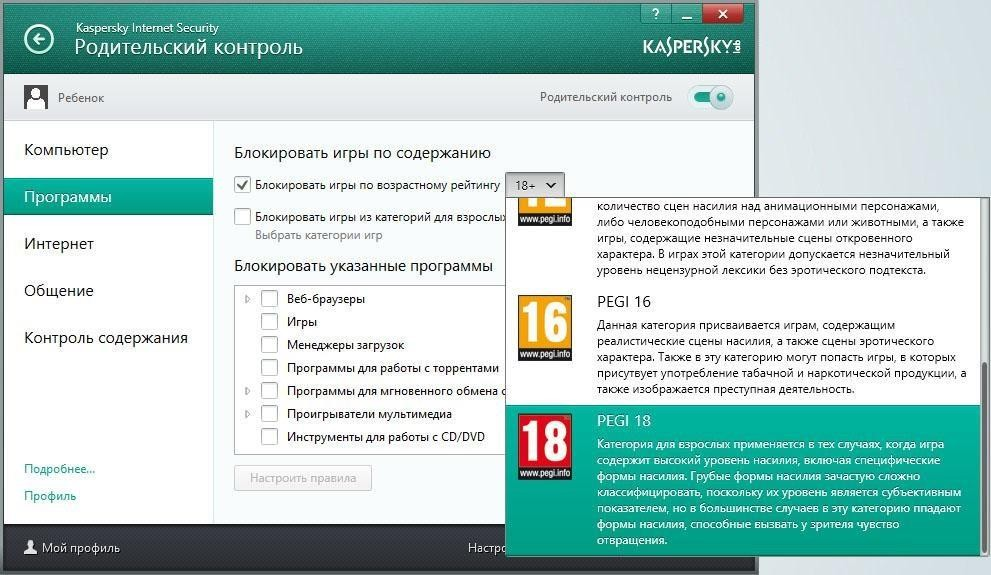 Kaspersky Internet Security
Родительский контроль
?
KASPERSKY lab
Ребенок
Родительский контроль
Компьютер
Программы
Интернет
Общение
Контроль содержания
Подробнее...
Профиль
Блокировать игры по содержанию
Блокировать игры по возрастному рейтингу 18+
Блокировать игры из категорий для взрослых
Выбрать категории игр
Блокировать указанные программы
Веб-браузеры
Игры
Менеджеры загрузок
Программы для работы с торрентами
Программы для мгновенного обмена
Проигрыватели мультимедиа
Инструменты для работы с CD/DVD
Настроить правила
www.pegi.info
количество сцен насилия над анимационными персонажами,
либо человекоподобными персонажами или животными, а также
игры, содержащие незначительные сцены откровенного
характера. В играх этой категории допускается незначительный
уровень нецензурной лексики без эротического подтекста.
16
www.pegi.info
PEGI 16
Данная категория присваивается играм, содержащим
реалистические сцены насилия, а также сцены эротического
характера. Также в эту категорию могут попасть игры, в которых
присутвует употребление табачной и наркотической продукции, а
также изображается преступная деятельность.
18
www.pegi.info
PEGI 18
Категория для взрослых применяется в тех случаях, когда игра
содержит высокий уровень насилия, включая специфические
формы насилия. Грубые формы насилия зачастую сложно
классифицировать, поскольку их уровень является субъективным
показателем, но в большинстве случаев в эту категорию ппадают
формы насилия, способные вызвать у зрителя чувство
отвращения.
Мой профиль